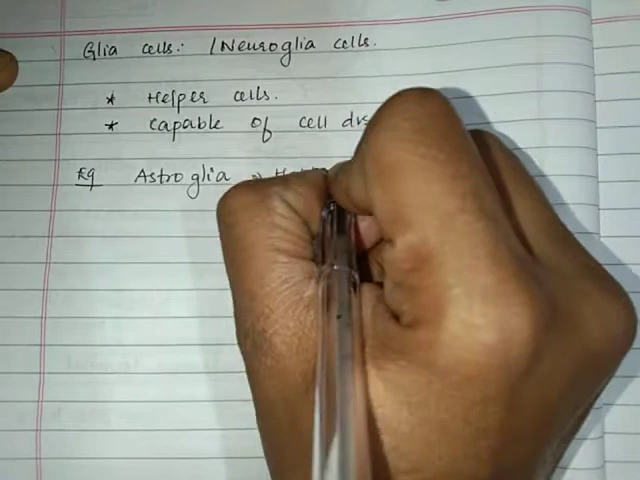 Glia cells: / Neuroglia cells.
* Helper cells.
* capable of cell
Eg Astroglia →